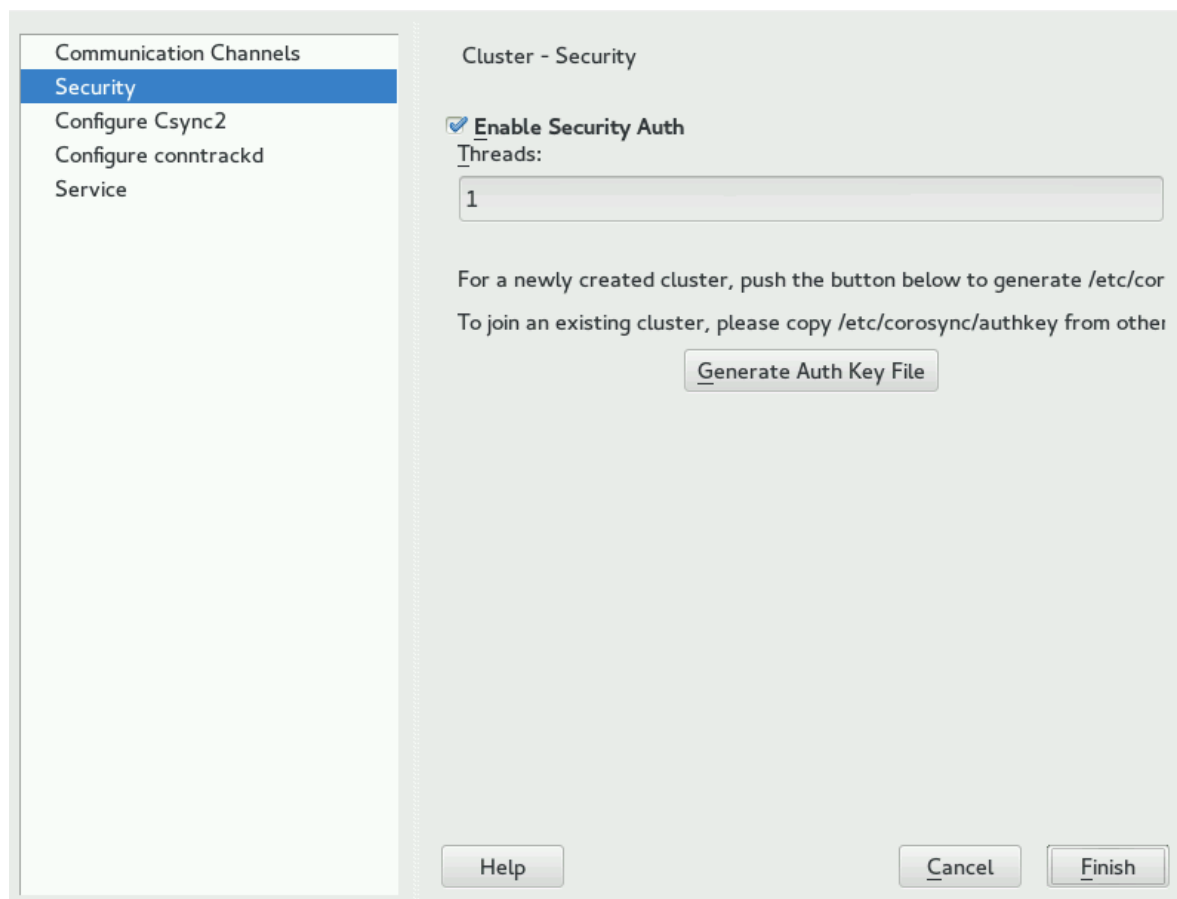 Communication Channels
Security
Configure Csync2
Configure conntrackd
Service
Cluster - Security
Enable Security Auth
Threads:
1
For a newly created cluster, push the button below to generate /etc/cor
To join an existing cluster, please copy /etc/corosync/authkey from other
Generate Auth Key File
Help
Cancel
Finish